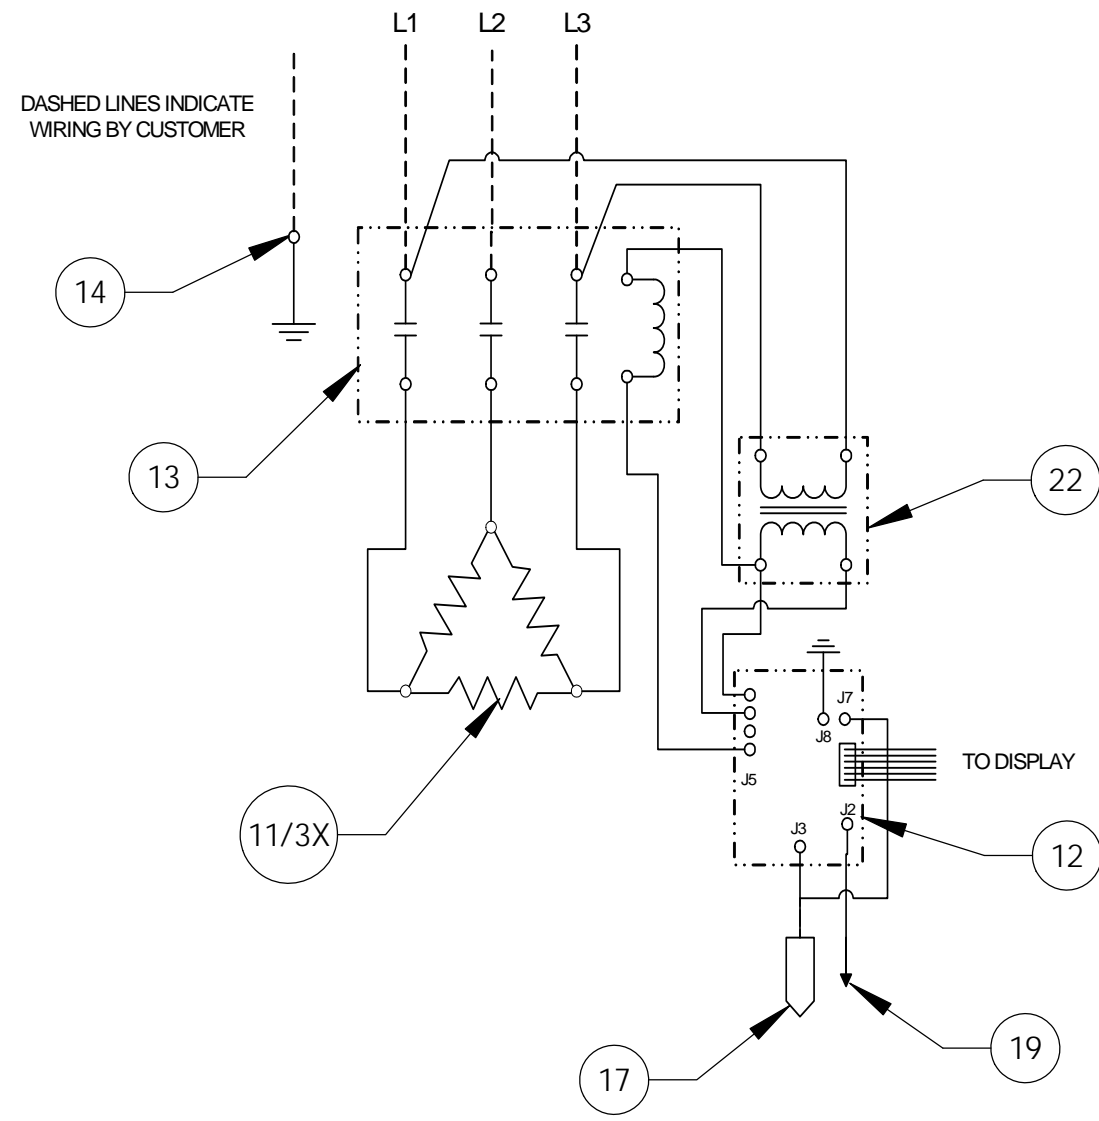 L1
L2
L3
DASHED LINES INDICATE
WIRING BY CUSTOMER
14
13
22
J7
J8
TO DISPLAY
J5
J2
J3
11/3X
12
19
17